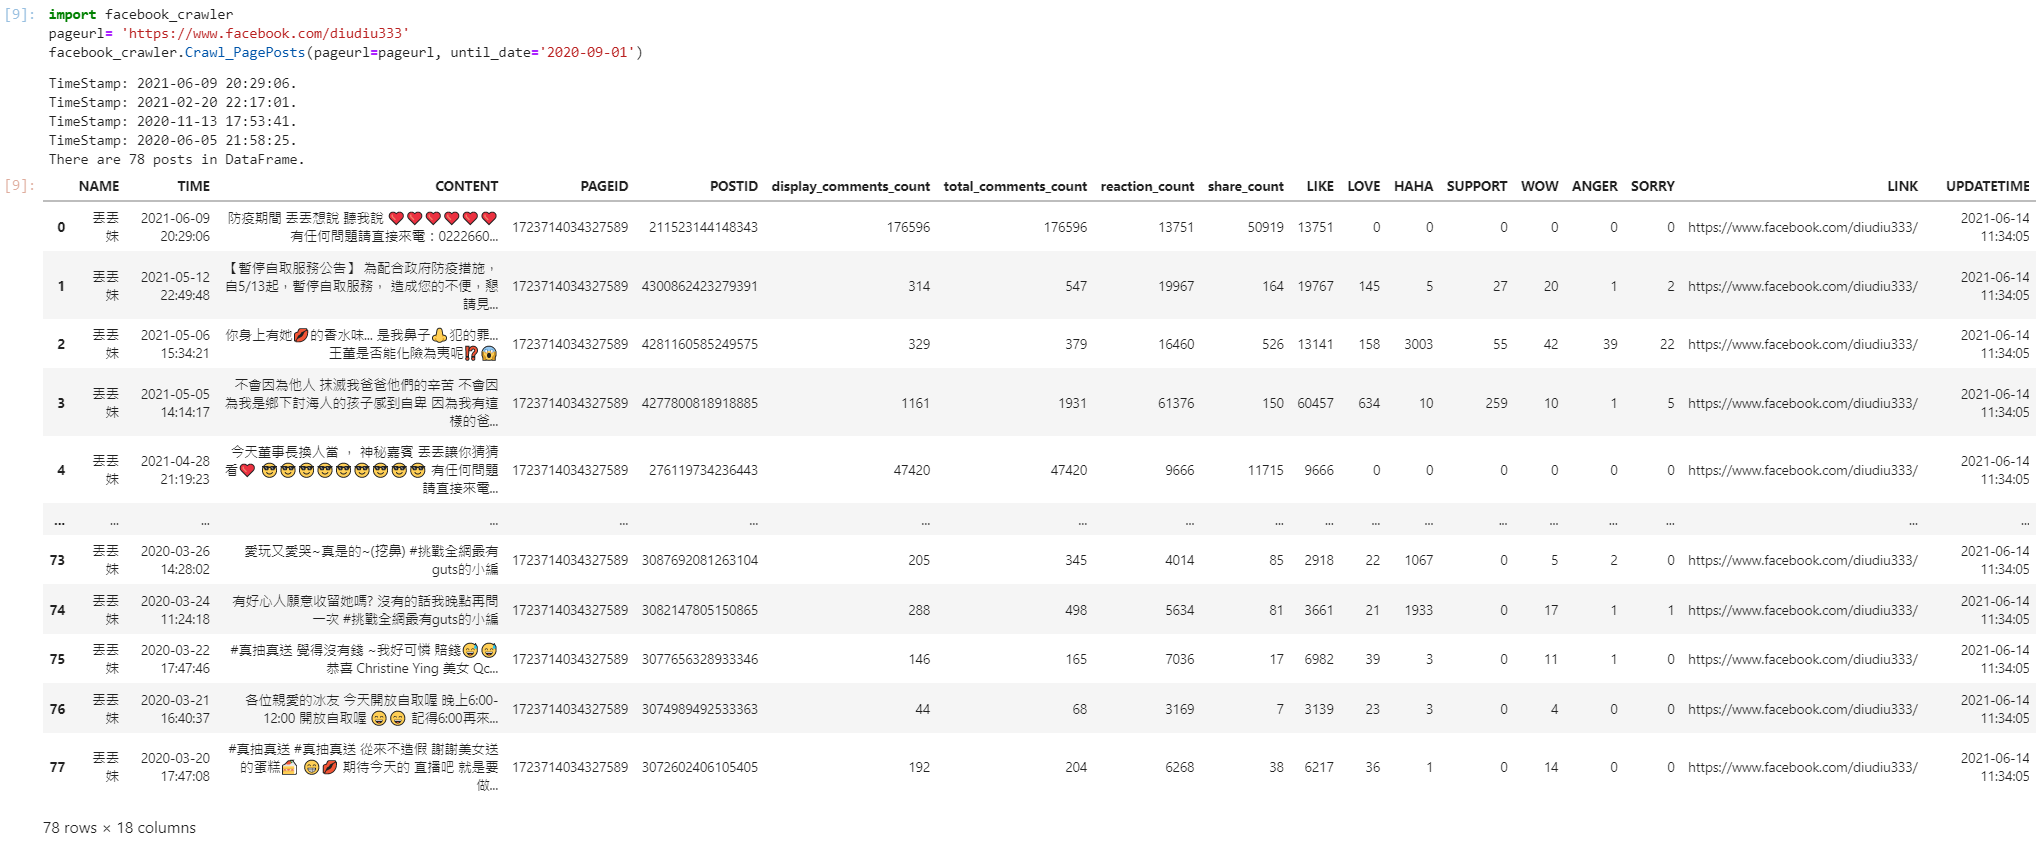 [9]: import facebook_crawler
pageurl= 'https://www.facebook.com/diudiu333'
facebook_crawler.Crawl_PagePosts(pageurl=pageurl, until_date='2020-09-01')
TimeStamp: 2021-06-09 20:29:06.
TimeStamp: 2021-02-20 22:17:01.
TimeStamp: 2020-11-13 17:53:41.
TimeStamp: 2020-06-05 21:58:25.
There are 78 posts in DataFrame.
[9]: NAME TIME CONTENT PAGEID POSTID display_comments_count total_comments_count reaction_count share_count LIKE LOVE HAHA SUPPORT WOW ANGER SORRY LINK UPDATETIME
0 丟丟妹 2021-06-09 20:29:06 防疫期間 丟丟想說 聽我說 ❤️❤️❤️❤️❤️❤️ 有任何問題請直接來電：0222660... 1723714034327589 211523144148343 176596 176596 13751 50919 13751 0 0 0 0 0 0 https://www.facebook.com/diudiu333/ 2021-06-14 11:34:05
1 丟丟妹 2021-05-12 22:49:48 【暫停自取服務公告】 為配合政府防疫措施，自5/13起，暫停自取服務， 造成您的不便，懇請見... 1723714034327589 4300862423279391 314 547 19967 164 19767 145 5 27 20 1 2 https://www.facebook.com/diudiu333/ 2021-06-14 11:34:05
2 丟丟妹 2021-05-06 15:34:21 你身上有她💋的香水味... 是我鼻子👃犯的罪... 王董是否能化險為夷呢⁉️😱 1723714034327589 4281160585249575 329 379 16460 526 13141 158 3003 55 42 39 22 https://www.facebook.com/diudiu333/ 2021-06-14 11:34:05
3 丟丟妹 2021-05-05 14:14:17 不會因為他人 抹滅我爸爸他們的辛苦 不會因為我是鄉下討海人的孩子感到自卑 因為我有這樣的爸... 1723714034327589 4277800818918885 1161 1931 61376 150 60457 634 10 259 10 1 5 https://www.facebook.com/diudiu333/ 2021-06-14 11:34:05
4 丟丟妹 2021-04-28 21:19:23 今天董事長換人當 ， 神秘嘉賓 丟丟讓你猜猜看❤️ 😎😎😎😎😎😎😎😎😎 有任何問題請直接來電... 1723714034327589 276119734236443 47420 47420 9666 11715 9666 0 0 0 0 0 0 https://www.facebook.com/diudiu333/ 2021-06-14 11:34:05
... ... ... ... ... ... ... ... ... ... ... ... ... ... ... ... ... ... ...
73 丟丟妹 2020-03-26 14:28:02 愛玩又愛哭~真是的~(挖鼻) #挑戰全網最有guts的小編 1723714034327589 3087692081263104 205 345 4014 85 2918 22 1067 0 5 2 0 https://www.facebook.com/diudiu333/ 2021-06-14 11:34:05
74 丟丟妹 2020-03-24 11:24:18 有好心人願意收留她嗎? 沒有的話我晚點再問一次 #挑戰全網最有guts的小編 1723714034327589 3082147805150865 288 498 5634 81 3661 21 1933 0 17 1 1 https://www.facebook.com/diudiu333/ 2021-06-14 11:34:05
75 丟丟妹 2020-03-22 17:47:46 #真抽真送 覺得沒有錢 ~我好可憐 賠錢😅😅 恭喜 Christine Ying 美女 Qc... 1723714034327589 3077656328933346 146 165 7036 17 6982 39 3 0 11 1 0 https://www.facebook.com/diudiu333/ 2021-06-14 11:34:05
76 丟丟妹 2020-03-21 16:40:37 各位親愛的冰友 今天開放自取喔 晚上6:00-12:00 開放自取喔 😄😄 記得6:00再來... 1723714034327589 3074989492533363 44 68 3169 7 3139 23 3 0 4 0 0 https://www.facebook.com/diudiu333/ 2021-06-14 11:34:05
77 丟丟妹 2020-03-20 17:47:08 #真抽真送 #真抽真送 從來不造假 謝謝美女送的蛋糕🍰 😁💋 期待今天的 直播吧 就是要做... 1723714034327589 3072602406105405 192 204 6268 38 6217 36 1 0 14 0 0 https://www.facebook.com/diudiu333/ 2021-06-14 11:34:05
78 rows × 18 columns